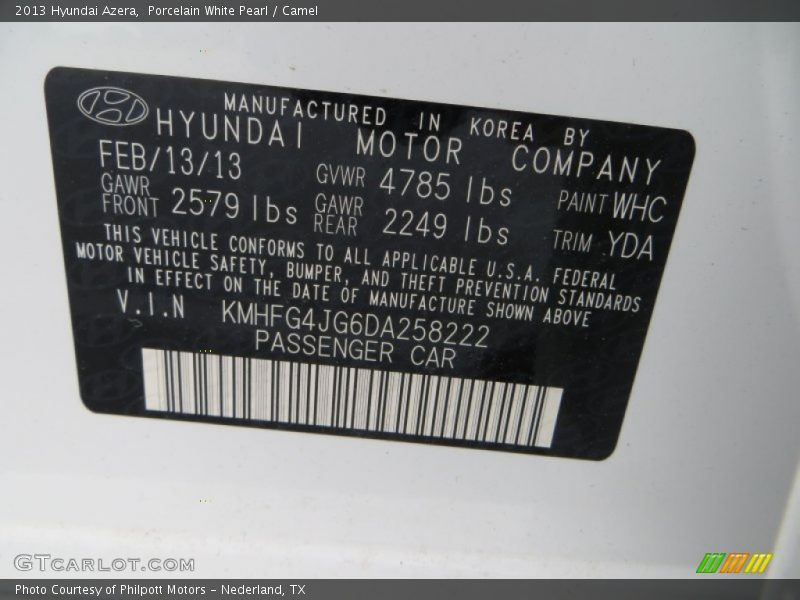 2013 Hyundai Azera, Porcelain White Pearl / Camel
MANUFACTURED IN KOREA BY
HYUNDAI MOTOR COMPANY
FEB/13/13 GVWR 4785 lbs PAINT WHC
GAWR FRONT 2579 lbs GAWR REAR 2249 lbs TRIM YDA
THIS VEHICLE CONFORMS TO ALL APPLICABLE U.S.A. FEDERAL
MOTOR VEHICLE SAFETY, BUMPER, AND THEFT PREVENTION STANDARDS
IN EFFECT ON THE DATE OF MANUFACTURE SHOWN ABOVE
V.I.N KMHFG4JG6DA258222
PASSENGER CAR
GTcarlot.com
Photo Courtesy of Philpott Motors - Nederland, TX